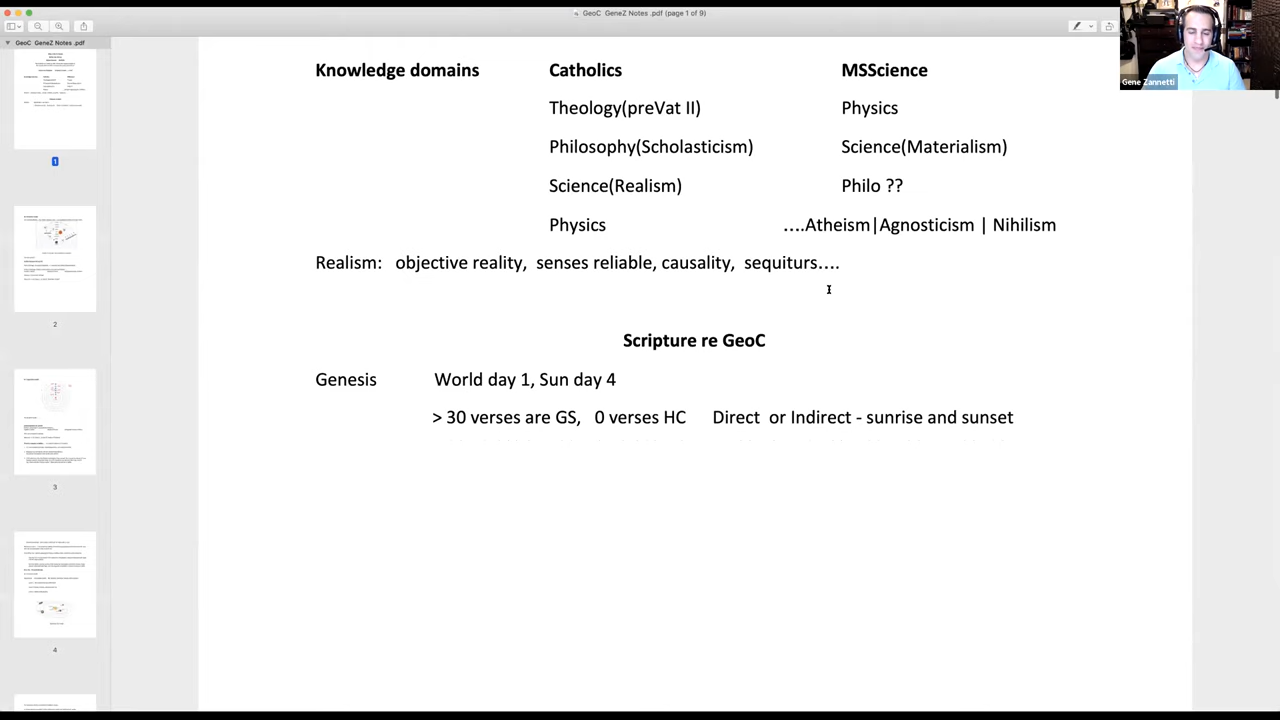 GeoC GeneZ Notes .pdf (page 1 of 9)
GeoC GeneZ Notes .pdf
Gene Zannetti
Knowledge domains Catholics MSScience
Theology(preVat II) Physics
Philosophy(Scholasticism) Science(Materialism)
Science(Realism) Philo ??
Physics ....Atheism|Agnosticism | Nihilism
Realism: objective reality, senses reliable, causality, sequiturs....
Scripture re GeoC
Genesis World day 1, Sun day 4
> 30 verses are GS, 0 verses HC Direct or Indirect - sunrise and sunset
1
2
3
4